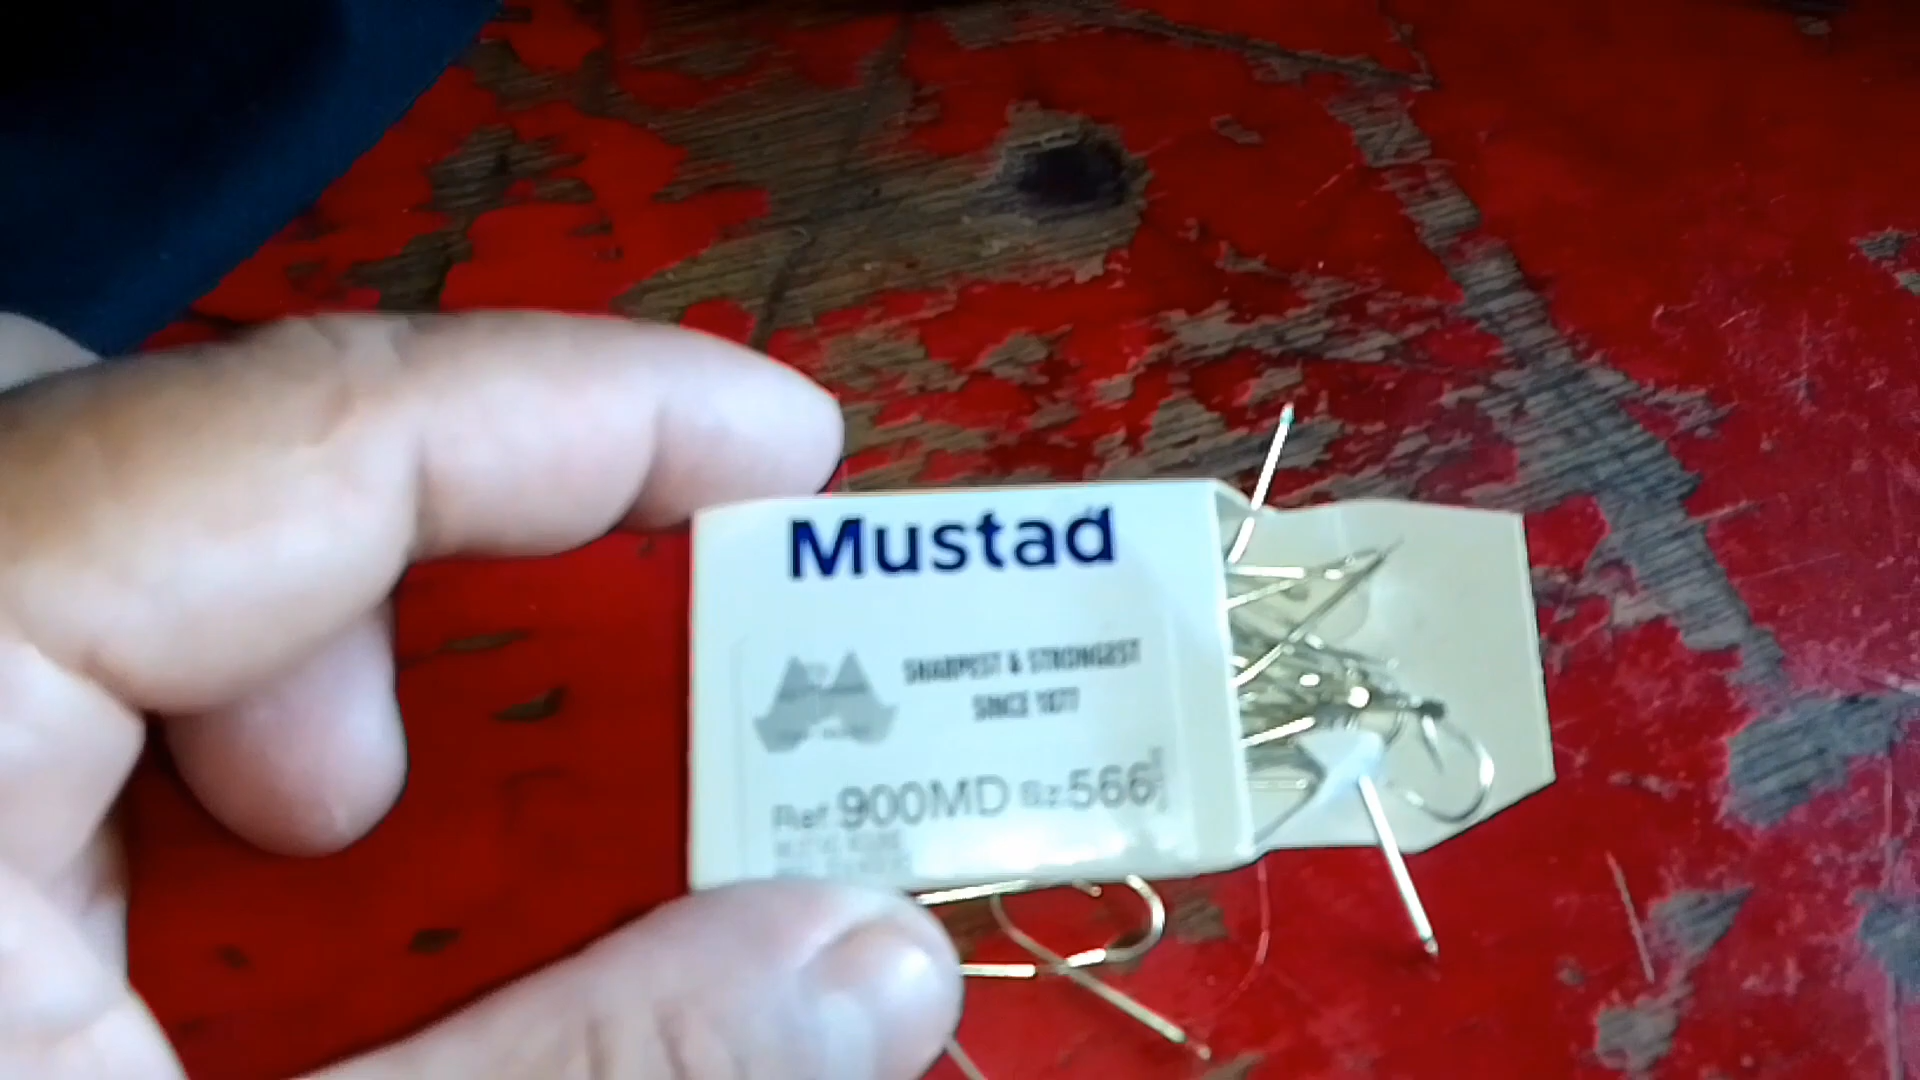 Mustad
SHARPEST & STRONGEST
SINCE 1877
Ref. 900MD Sz 566